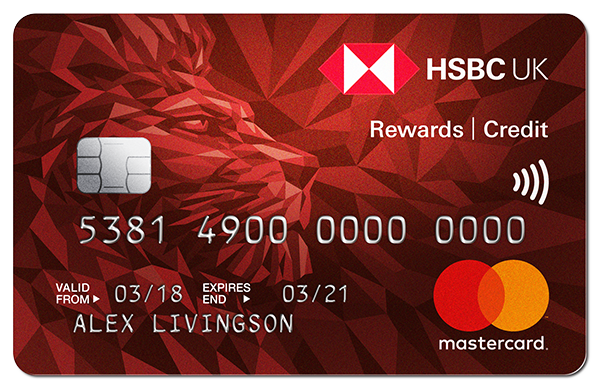 HSBC UK
Rewards | Credit
5381 4900 0000 0000
VALID FROM 03/18 EXPIRES END 03/21
ALEX LIVINGSON
mastercard.